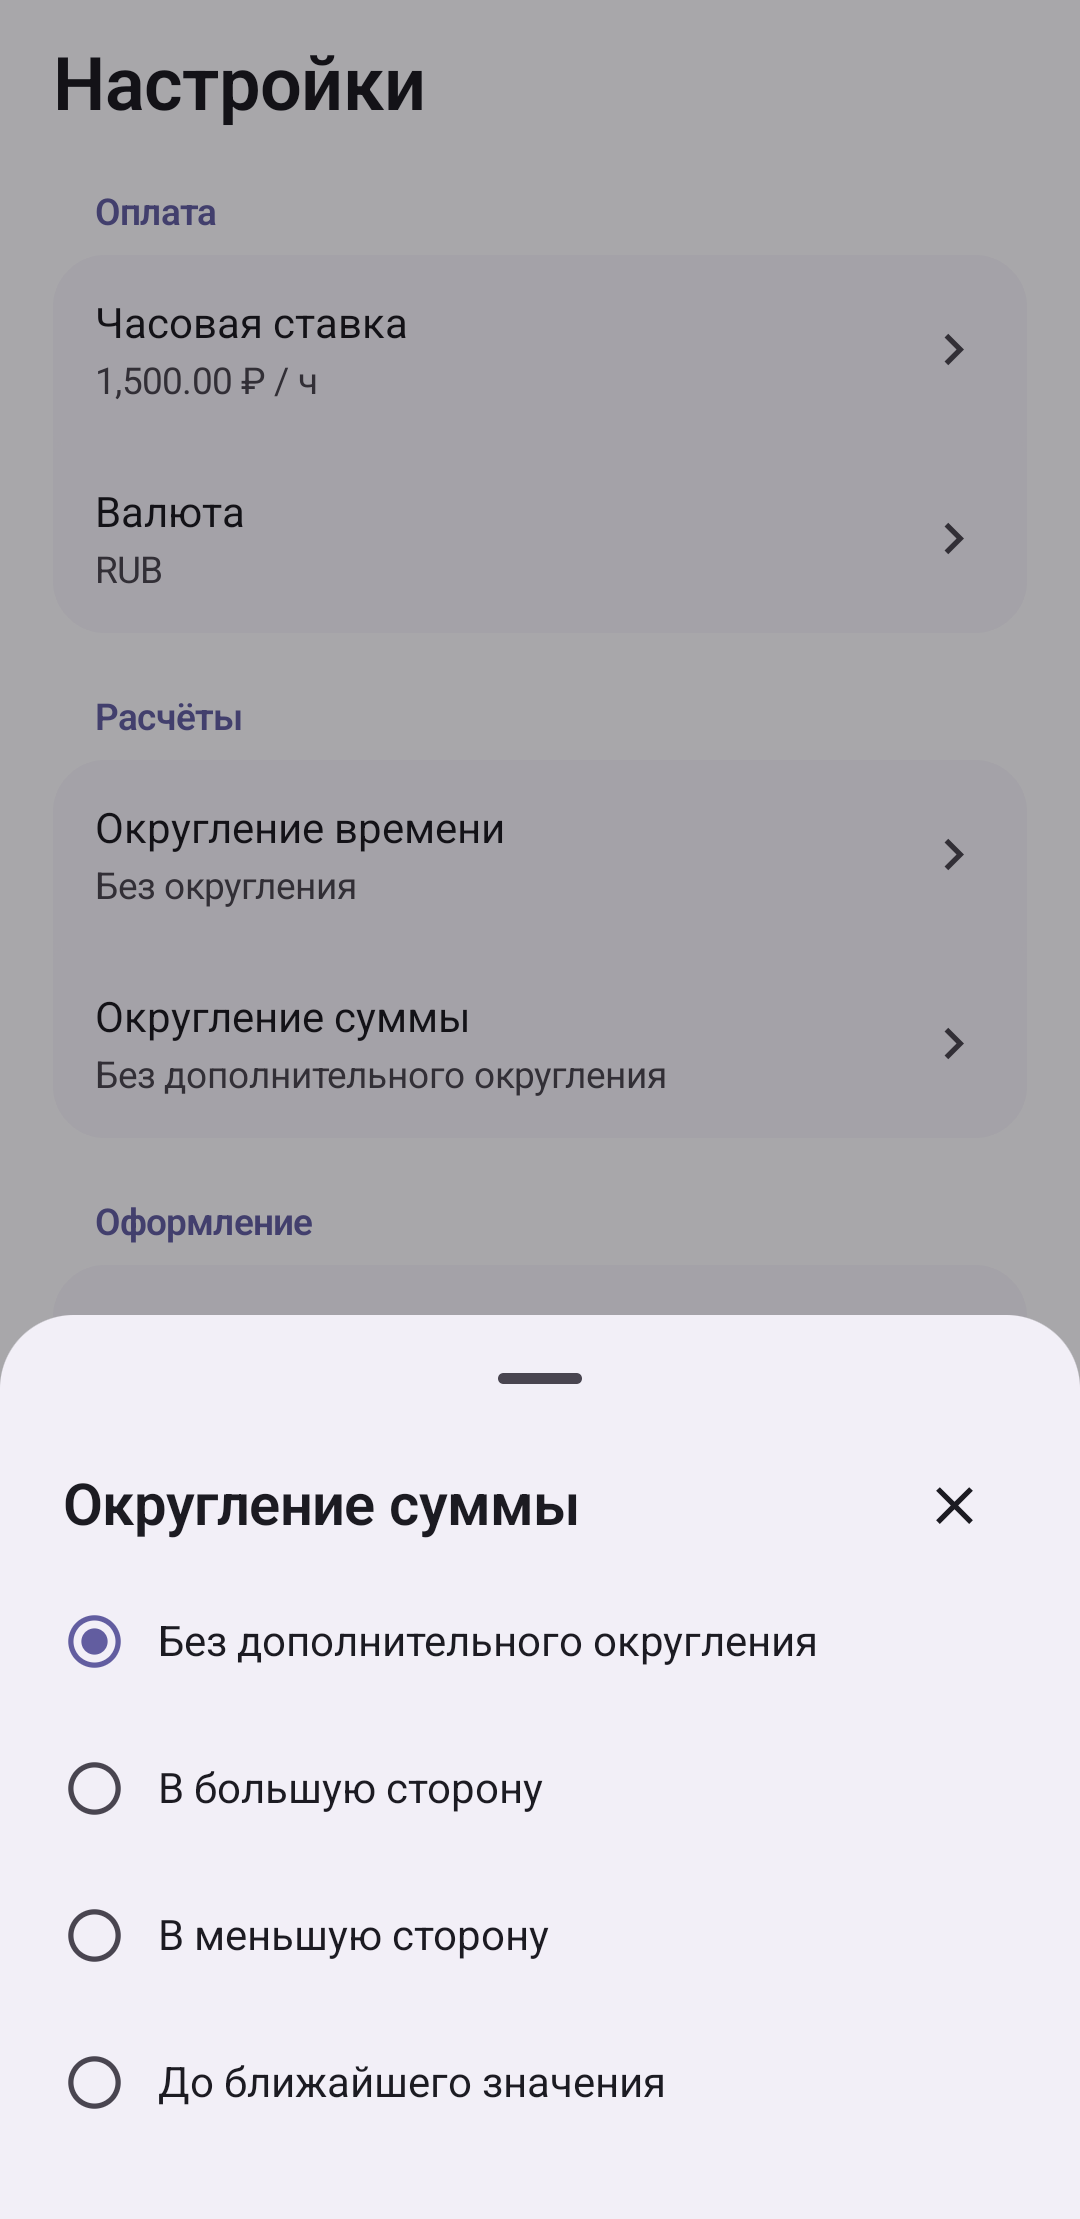 Настройки
Оплата
Часовая ставка
1,500.00 ₽ / ч
Валюта
RUB
Расчёты
Округление времени
Без округления
Округление суммы
Без дополнительного округления
Оформление
Округление суммы
Без дополнительного округления
В большую сторону
В меньшую сторону
До ближайшего значения